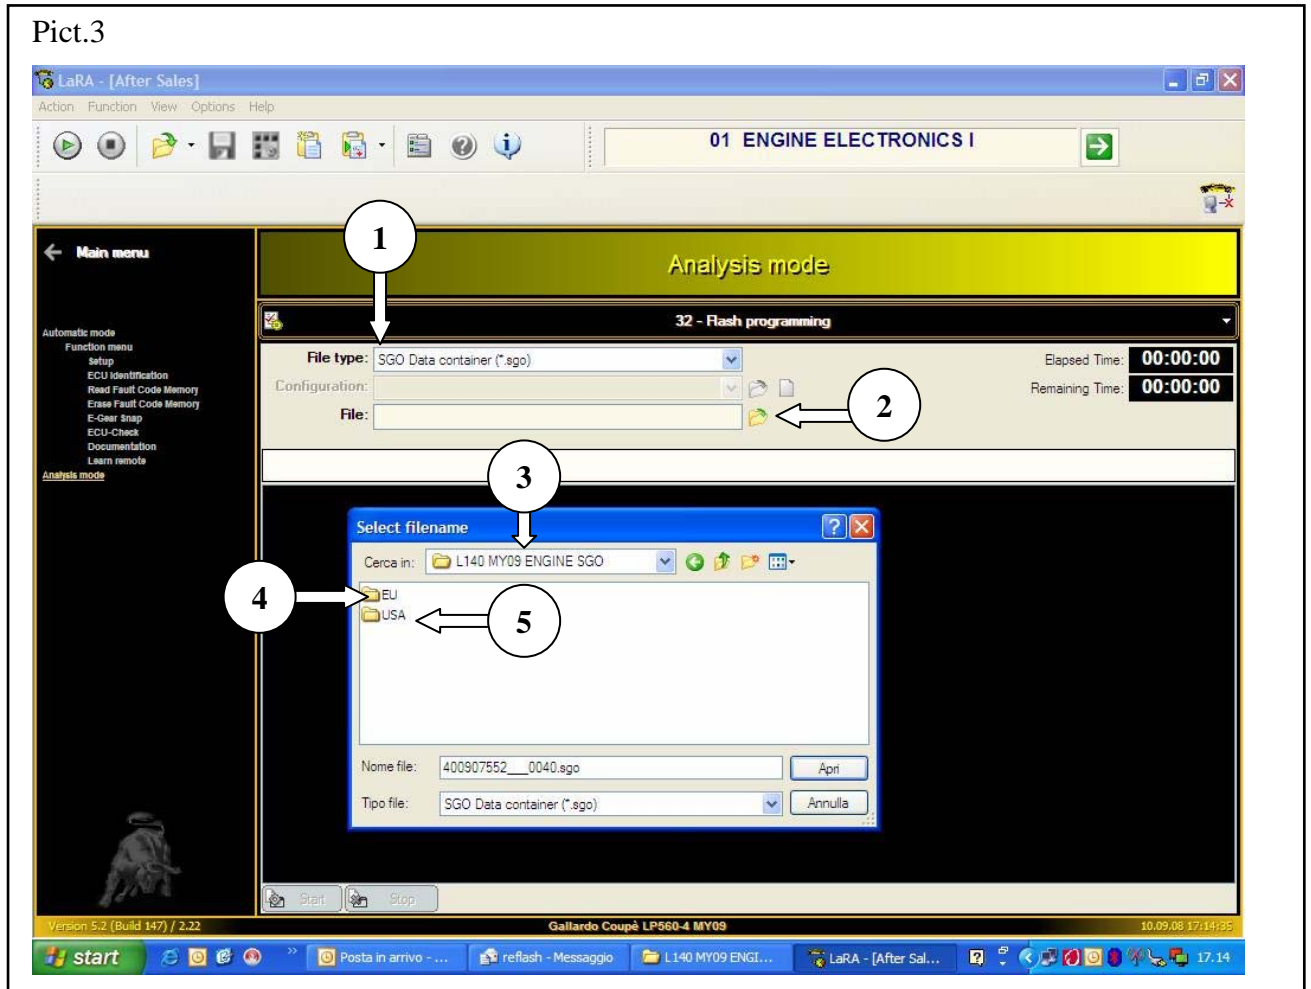 Pict.3
LaRA - [After Sales]
Action Function View Options Help
01 ENGINE ELECTRONICS I
1
Main menu
Analysis mode
32 - Flash programming
Automatic mode
Function menu
Setup
ECU Identification
Read Fault Code Memory
Erase Fault Code Memory
E-Gear Snap
ECU-Check
Documentation
Learn remote
Analysis mode
File type: SGO Data container (*.sgo)
Elapsed Time: 00:00:00
Configuration:
Remaining Time: 00:00:00
File:
2
3
Select filename
Cerca in: L140 MY09 ENGINE SGO
4
EU
USA
5
Nome file: 400907552___0040.sgo
Apri
Tipo file: SGO Data container (*.sgo)
Annulla
Start Stop
Version 5.2 (Build 147) / 2.22
Gallardo Coupè LP560-4 MY09
10.09.08 17:14:35
start
Posta in arrivo - ...
reflash - Messaggio
L140 MY09 ENGI...
LaRA - [After Sal...
17.14